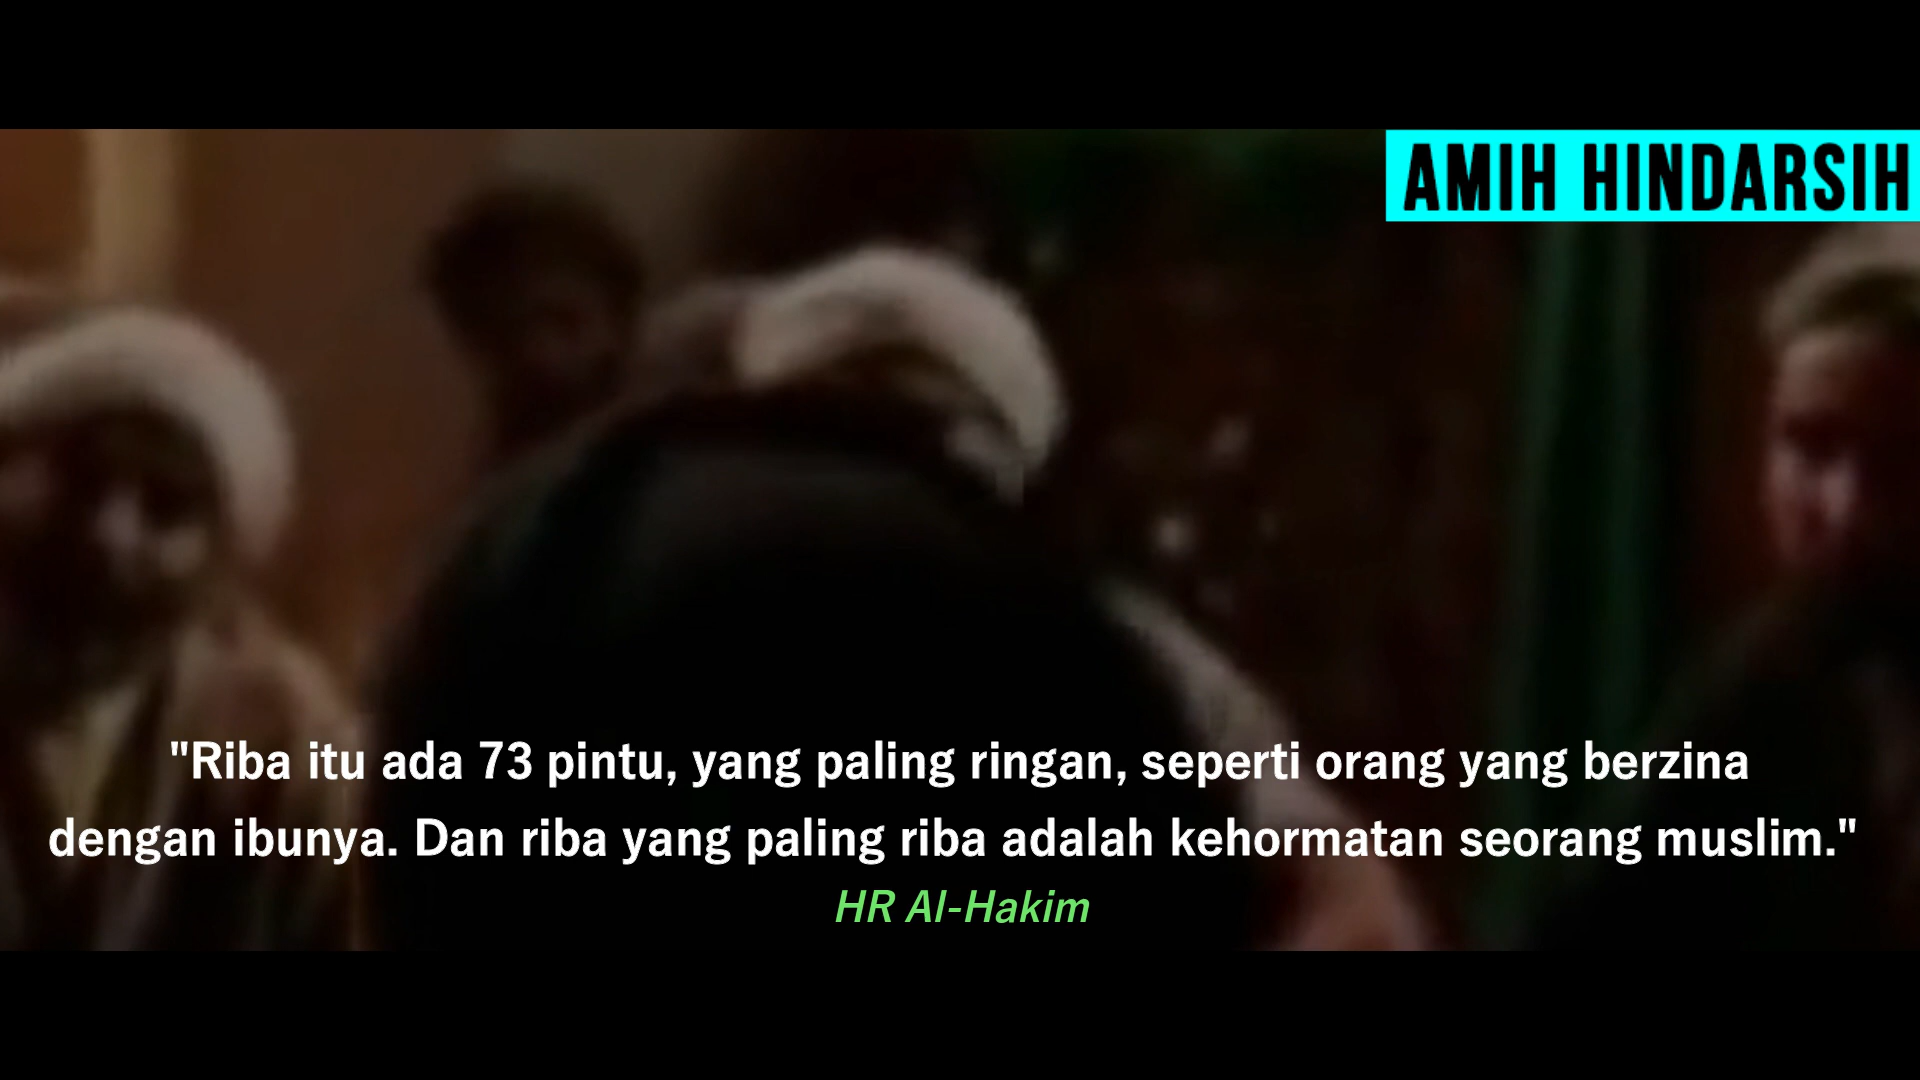 AMIH HINDARSIH
"Riba itu ada 73 pintu, yang paling ringan, seperti orang yang berzina
dengan ibunya. Dan riba yang paling riba adalah kehormatan seorang muslim."
HR Al-Hakim